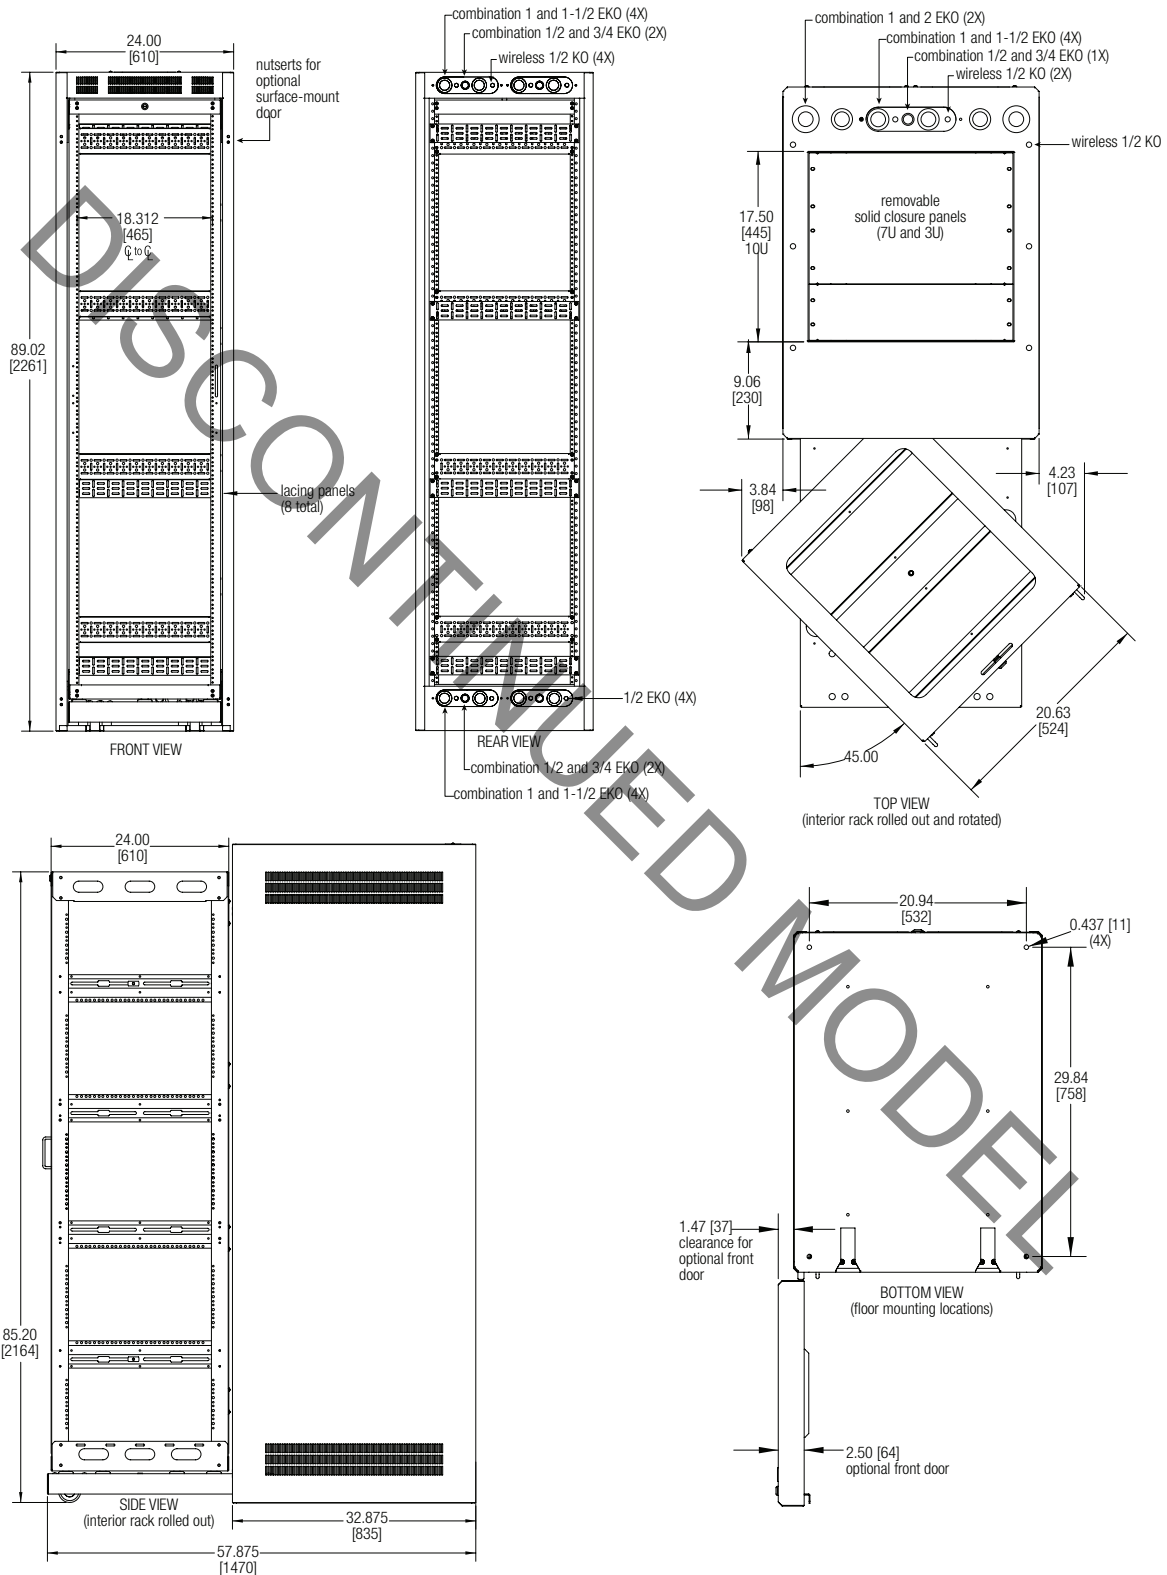 24.00
[610]
nutserts for
optional
surface-mount
door
18.312
[465]
℄ to ℄
89.02
[2261]
lacing panels
(8 total)
FRONT VIEW
combination 1 and 1-1/2 EKO (4X)
combination 1/2 and 3/4 EKO (2X)
wireless 1/2 KO (4X)
1/2 EKO (4X)
REAR VIEW
combination 1/2 and 3/4 EKO (2X)
combination 1 and 1-1/2 EKO (4X)
combination 1 and 2 EKO (2X)
combination 1 and 1-1/2 EKO (4X)
combination 1/2 and 3/4 EKO (1X)
wireless 1/2 KO (2X)
wireless 1/2 KO
removable
solid closure panels
(7U and 3U)
17.50
[445]
10U
9.06
[230]
3.84
[98]
4.23
[107]
20.63
[524]
45.00
TOP VIEW
(interior rack rolled out and rotated)
24.00
[610]
85.20
[2164]
SIDE VIEW
(interior rack rolled out)
32.875
[835]
57.875
[1470]
20.94
[532]
0.437 [11]
(4X)
29.84
[758]
1.47 [37]
clearance for
optional front
door
BOTTOM VIEW
(floor mounting locations)
2.50 [64]
optional front door
DISCONTINUED MODEL